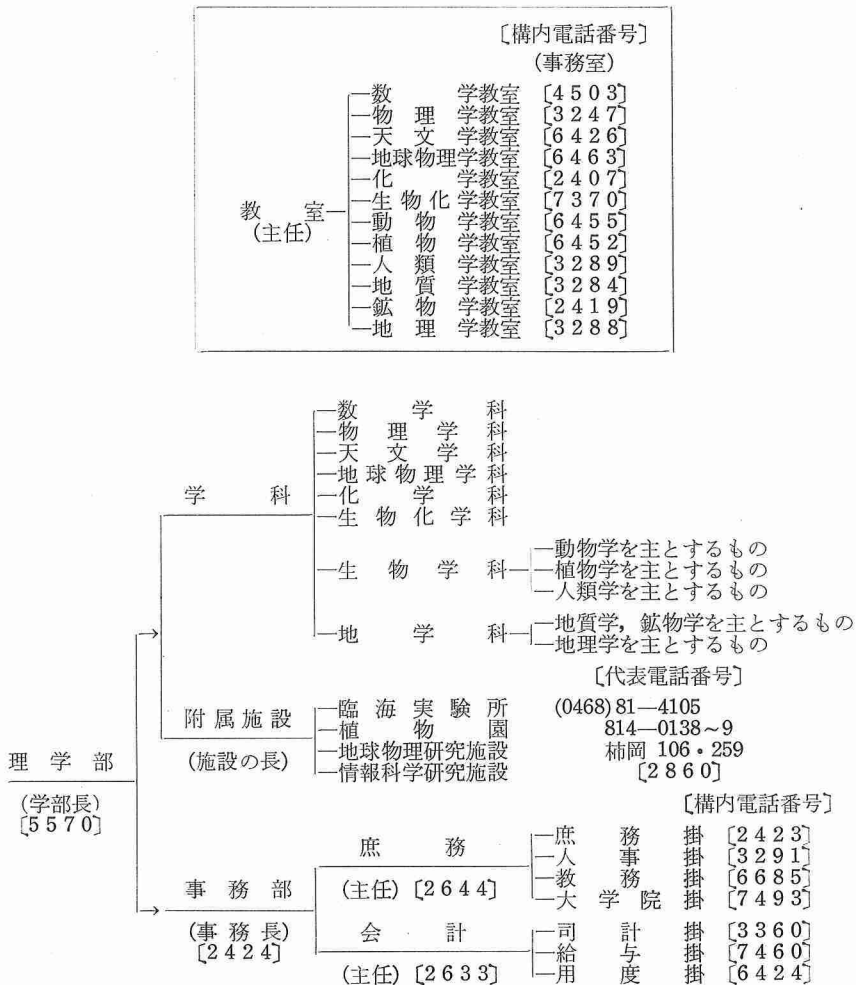 〔構内電話番号〕
(事務室)
数学教室 〔4503〕
物理学教室 〔3247〕
天文学教室 〔6426〕
地球物理学教室 〔6463〕
化学教室 〔2407〕
生物化学教室 〔7370〕
教室
動物学教室 〔6455〕
(主任)
植物学教室 〔6452〕
人類学教室 〔3289〕
地質学教室 〔3284〕
鉱物学教室 〔2419〕
地理学教室 〔3288〕
数学科
物理学科
天文学科
地球物理学科
学科
化学科
生物化学科
動物学を主とするもの
生物学科
植物学を主とするもの
人類学を主とするもの
地質学, 鉱物学を主とするもの
地学科
地理学を主とするもの
〔代表電話番号〕
附属施設
(施設の長)
臨海実験所 (0468)81—4105
植物園 814—0138~9
地球物理研究施設 柿岡 106・259
情報科学研究施設 〔2860〕
理学部
(学部長)
〔5570〕
〔構内電話番号〕
庶務
(主任)〔2644〕
庶務掛 〔2423〕
人事掛 〔3291〕
教務掛 〔6685〕
大学院掛 〔7493〕
事務部
(事務長)
〔2424〕
会計
(主任)〔2633〕
司計掛 〔3360〕
給与掛 〔7460〕
用度掛 〔6424〕